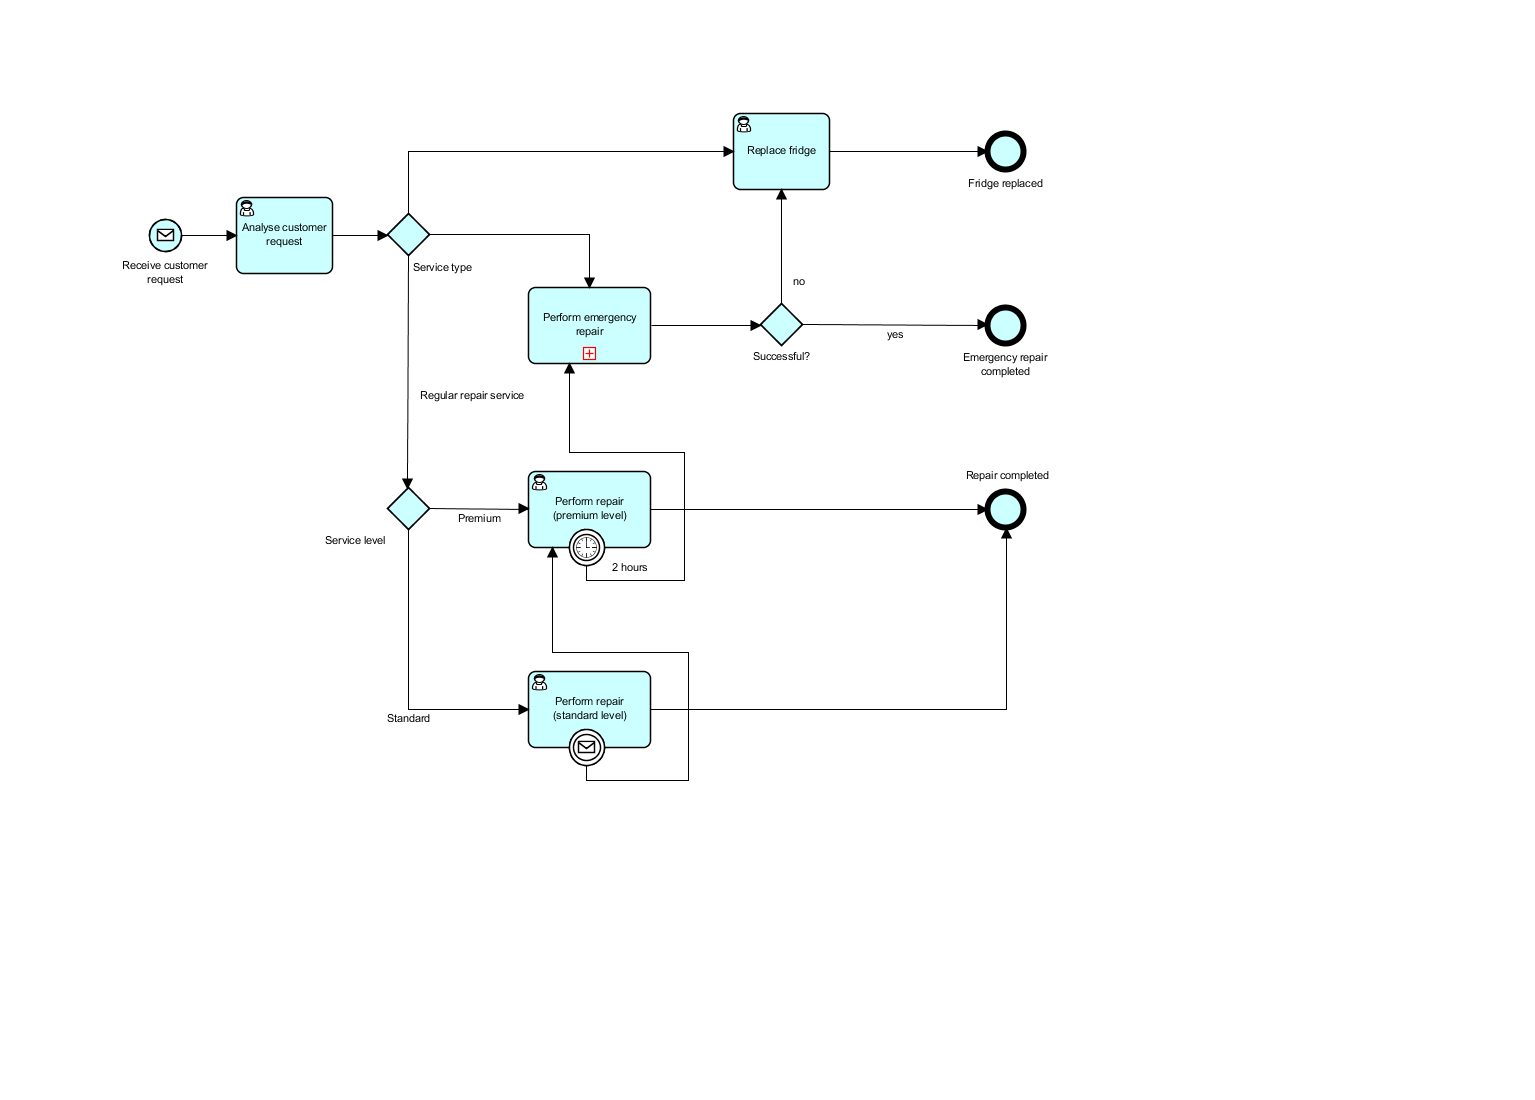 Replace fridge
Fridge replaced
Analyse customer
request
Receive customer
request
Service type
no
Perform emergency
repair
yes
Successful?
Emergency repair
completed
Regular repair service
Repair completed
Perform repair
(premium level)
Premium
Service level
2 hours
Perform repair
(standard level)
Standard